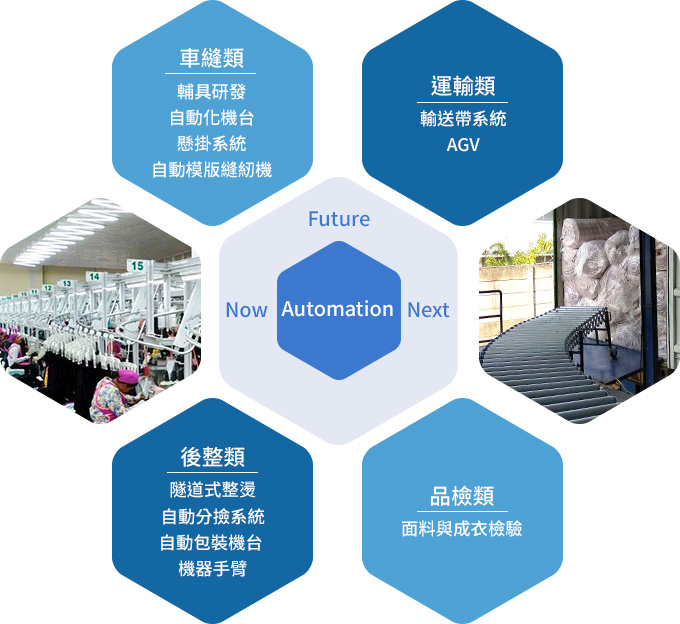 車縫類
輔具研發
自動化機台
懸掛系統
自動模版縫紉機
運輸類
輸送帶系統
AGV
Future
Now
Automation
Next
15
14
13
12
11
後整類
隧道式整燙
自動分撿系統
自動包裝機台
機器手臂
品檢類
面料與成衣檢驗